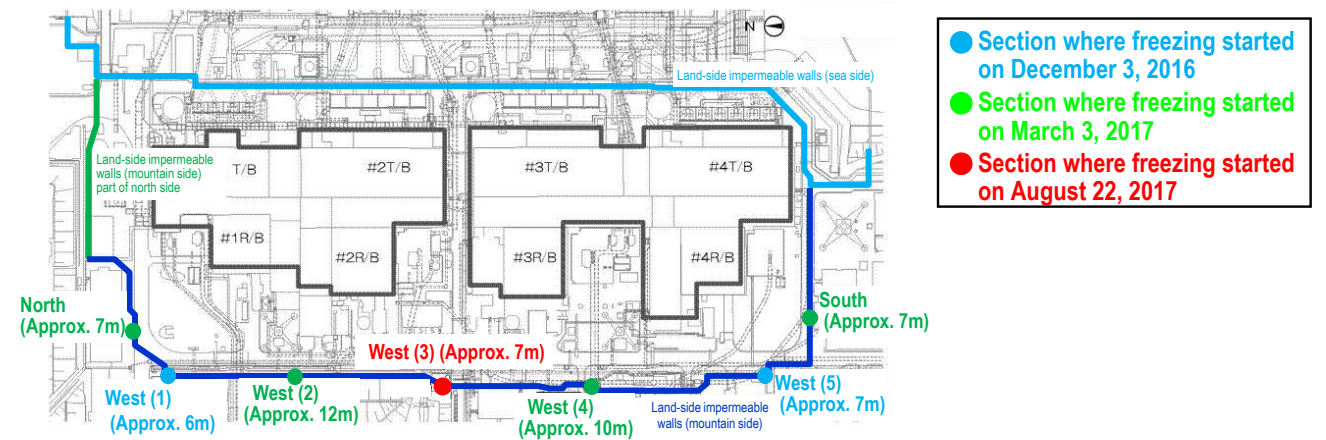 N
Land-side impermeable walls (sea side)
Land-side impermeable
walls (mountain side)
part of north side
T/B
#2T/B
#3T/B
#4T/B
#1R/B
#2R/B
#3R/B
#4R/B
North
(Approx. 7m)
South
(Approx. 7m)
West (3) (Approx. 7m)
West (1)
(Approx. 6m)
West (2)
(Approx. 12m)
West (4)
(Approx. 10m)
Land-side impermeable
walls (mountain side)
West (5)
(Approx. 7m)
Section where freezing started
on December 3, 2016
Section where freezing started
on March 3, 2017
Section where freezing started
on August 22, 2017